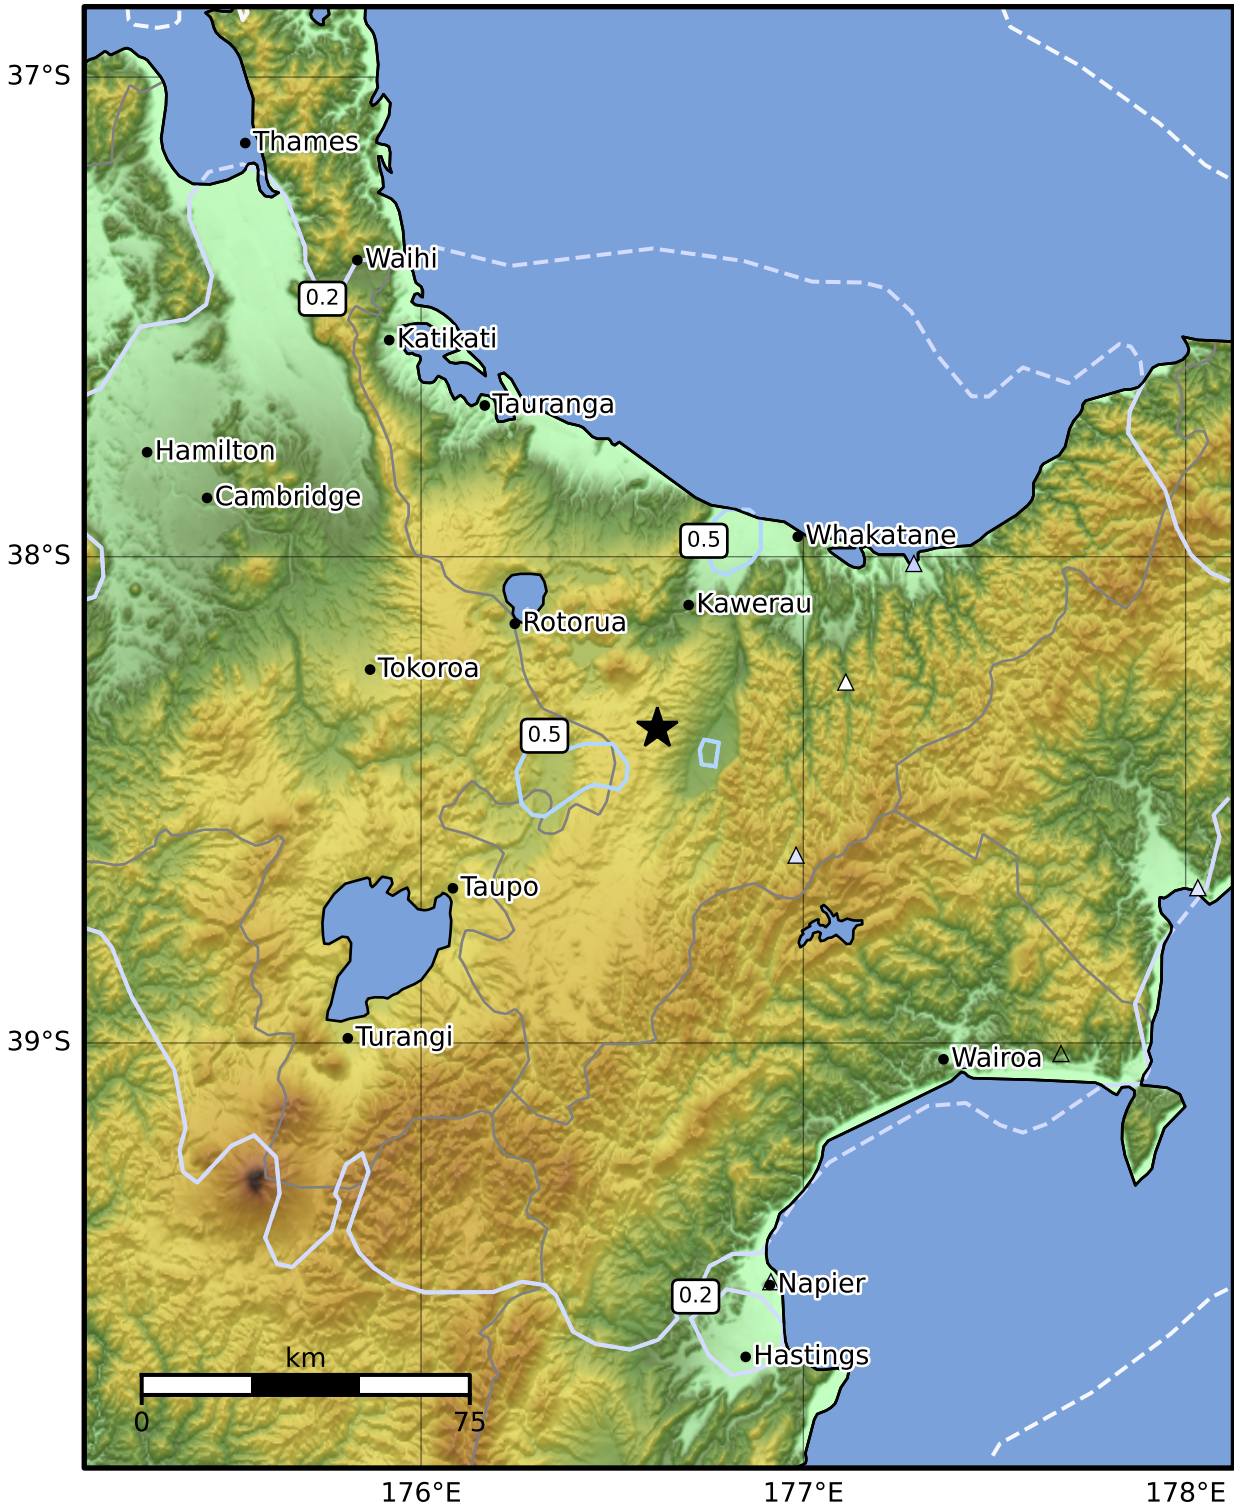 37°S
Thames
Waihi
0.2
Katikati
Tauranga
Hamilton
Cambridge
0.5
Whakatane
38°S
Kawerau
Rotorua
Tokoroa
0.5
Taupo
Turangi
39°S
Wairoa
Napier
0.2
Hastings
km
0 75
176°E 177°E 178°E